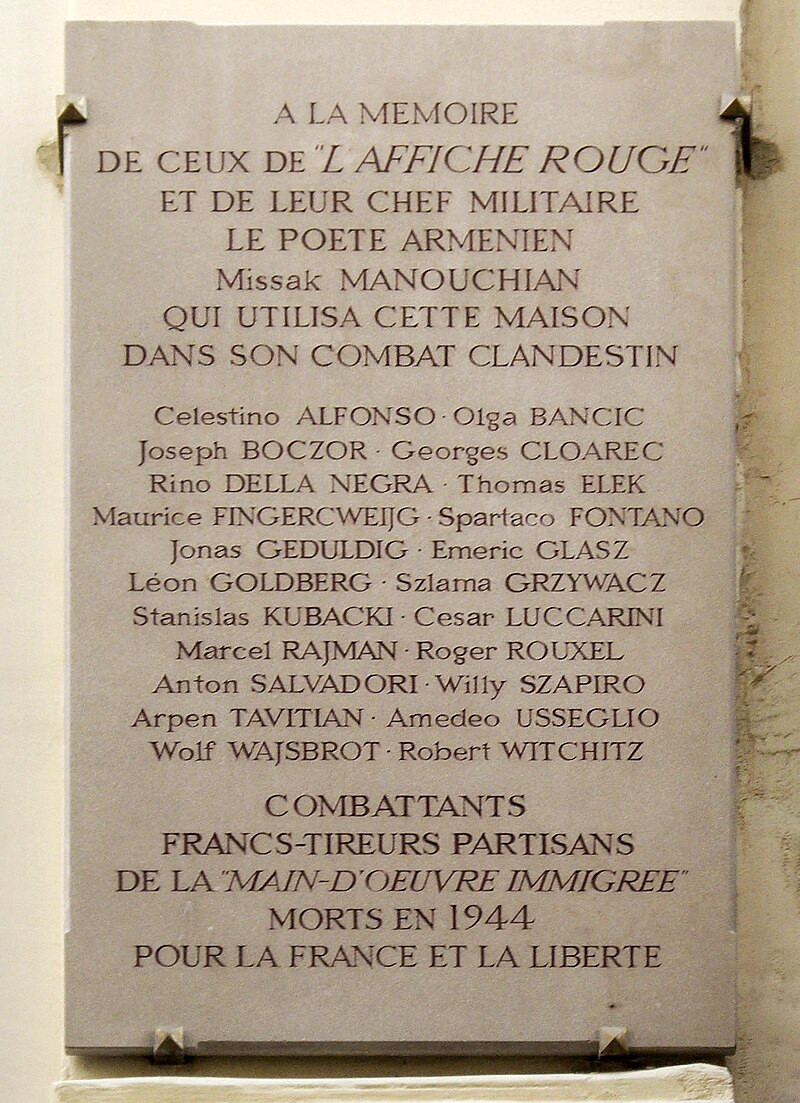 A LA MEMOIRE
DE CEUX DE "L AFFICHE ROUGE"
ET DE LEUR CHEF MILITAIRE
LE POETE ARMENIEN
Missak MANOUCHIAN
QUI UTILISA CETTE MAISON
DANS SON COMBAT CLANDESTIN
Celestino ALFONSO · Olga BANCIC
Joseph BOCZOR · Georges CLOAREC
Rino DELLA NEGRA · Thomas ELEK
Maurice FINGERCWEIJG · Spartaco FONTANO
Jonas GEDULDIG · Emeric GLASZ
Léon GOLDBERG · Szlama GRZYWACZ
Stanislas KUBACKI · Cesar LUCCARINI
Marcel RAJMAN · Roger ROUXEL
Anton SALVADORI · Willy SZAPIRO
Arpen TAVITIAN · Amedeo USSEGLIO
Wolf WAJSBROT · Robert WITCHITZ
COMBATTANTS
FRANCS-TIREURS PARTISANS
DE LA "MAIN-D'OEUVRE IMMIGREE"
MORTS EN 1944
POUR LA FRANCE ET LA LIBERTE